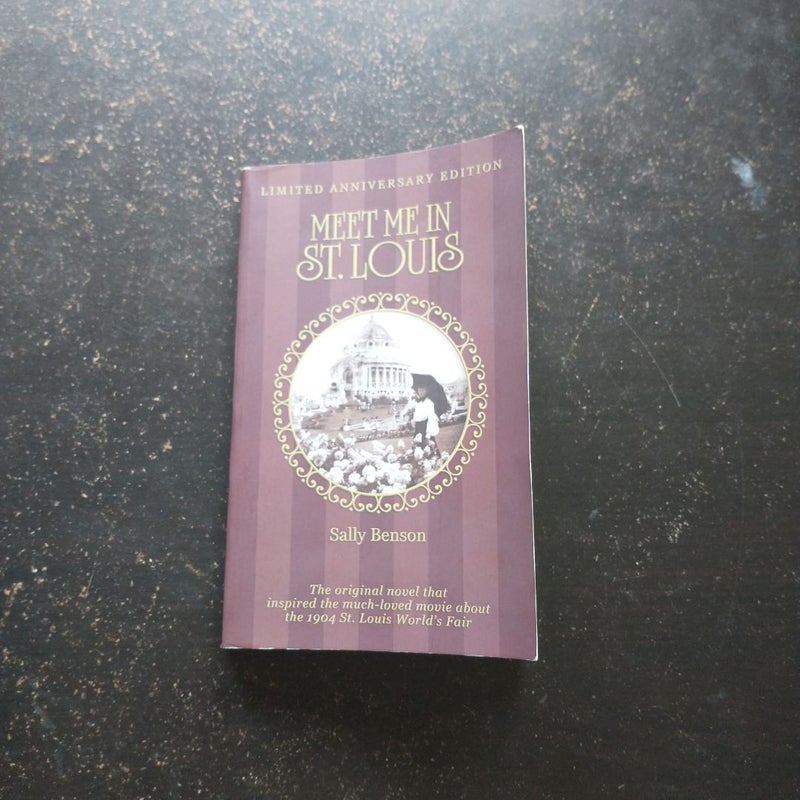 LIMITED ANNIVERSARY EDITION
MEET ME IN
ST. LOUIS
Sally Benson
The original novel that
inspired the much-loved movie about
the 1904 St. Louis World's Fair